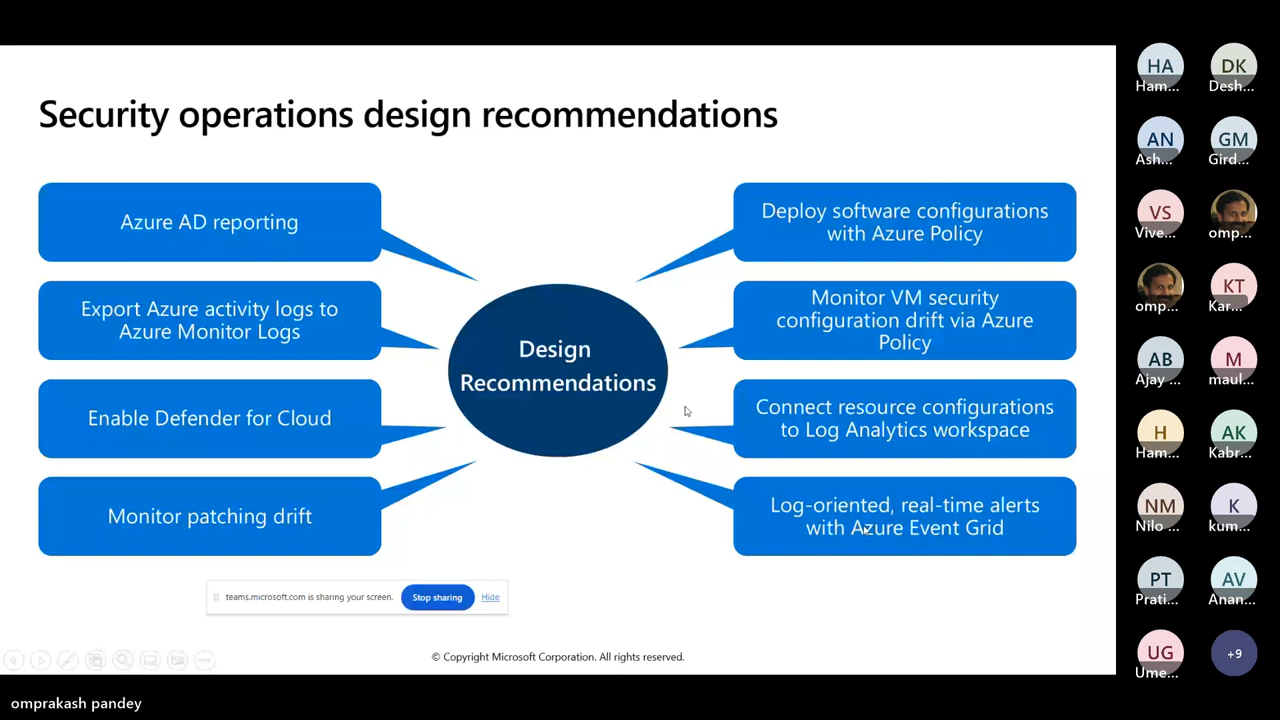 Security operations design recommendations
Azure AD reporting
Export Azure activity logs to
Azure Monitor Logs
Enable Defender for Cloud
Monitor patching drift
Design
Recommendations
Deploy software configurations
with Azure Policy
Monitor VM security
configuration drift via Azure
Policy
Connect resource configurations
to Log Analytics workspace
Log-oriented, real-time alerts
with Azure Event Grid
teams.microsoft.com is sharing your screen. Stop sharing Hide
© Copyright Microsoft Corporation. All rights reserved.
omprakash pandey
HA DK
Ham... Desh...
AN GM
Ash... Gird...
VS
Vive... omp...
KT
omp... Kar...
AB M
Ajay ... maul...
H AK
Ham... Kabr...
NM K
Nilo ... kum...
PT AV
Prati... Anan...
UG +9
Ume...